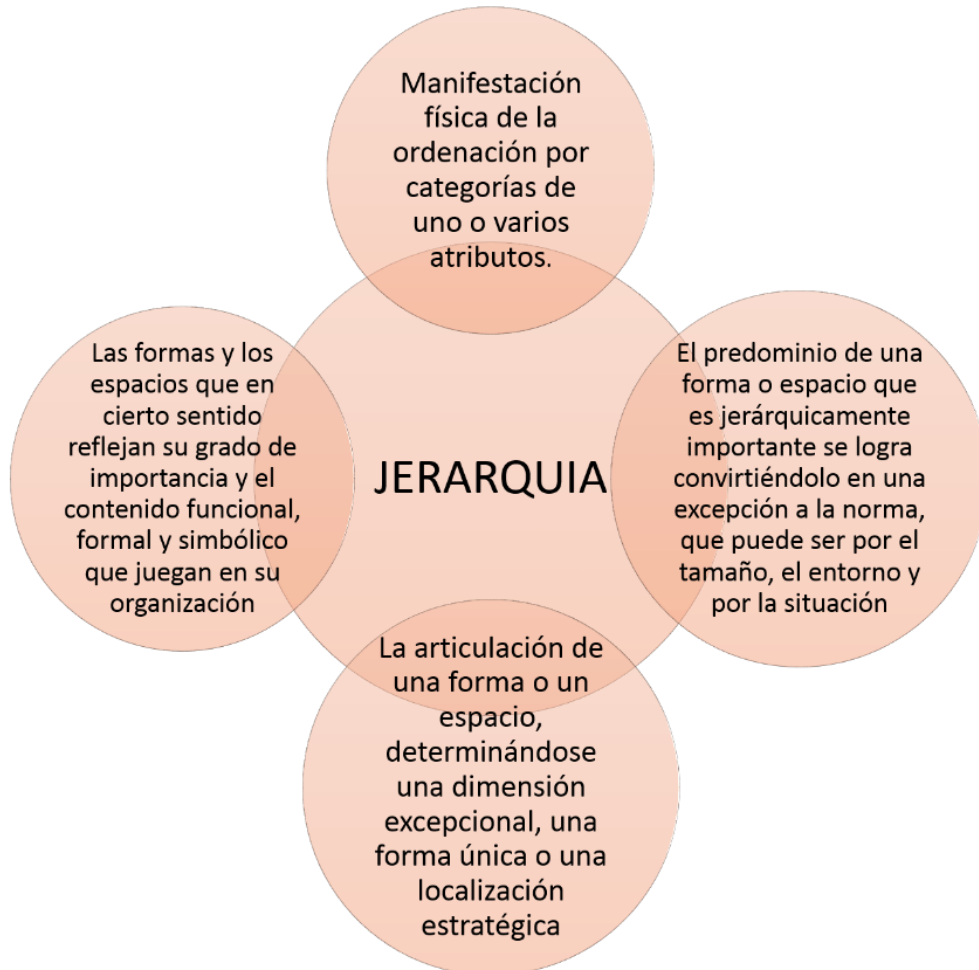 Manifestación
física de la
ordenación por
categorías de
uno o varios
atributos.
Las formas y los
espacios que en
cierto sentido
reflejan su grado de
importancia y el
contenido funcional,
formal y simbólico
que juegan en su
organización
JERARQUIA
El predominio de una
forma o espacio que
es jerárquicamente
importante se logra
convirtiéndolo en una
excepción a la norma,
que puede ser por el
tamaño, el entorno y
por la situación
La articulación de
una forma o un
espacio,
determinándose
una dimensión
excepcional, una
forma única o una
localización
estratégica